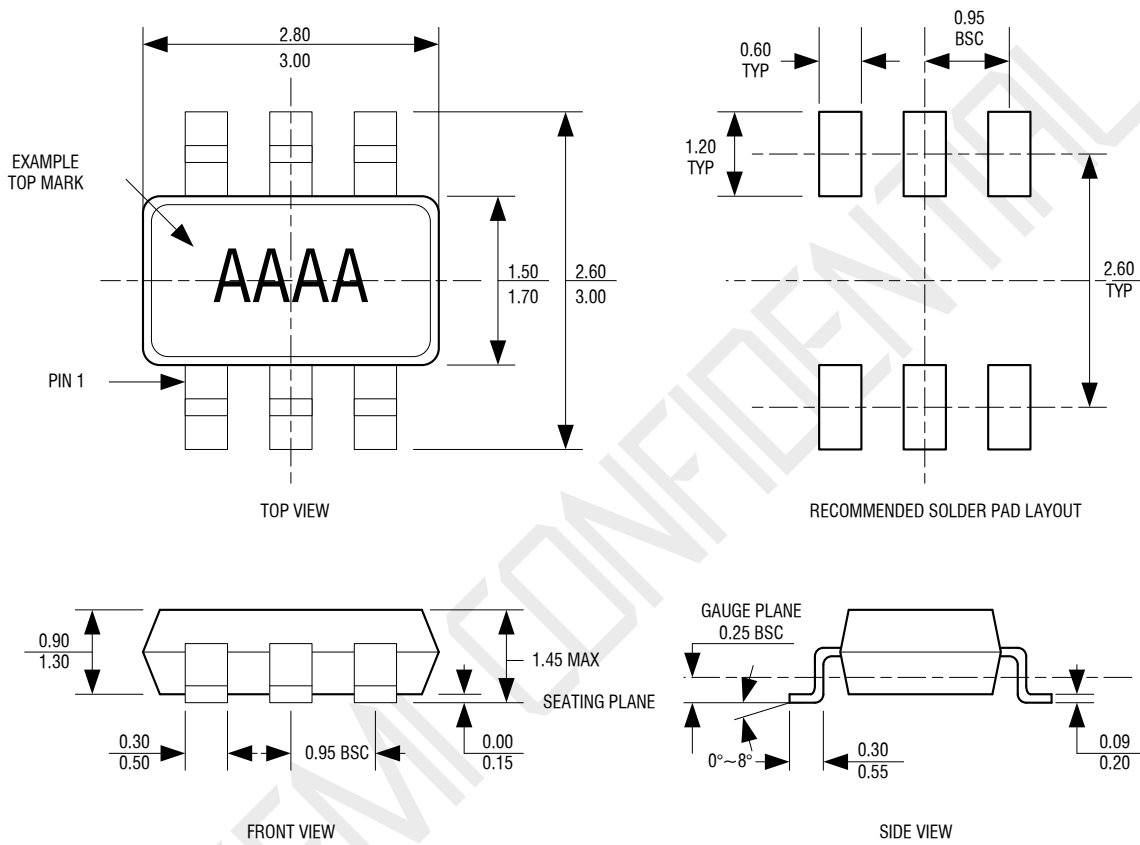 2.80
3.00
EXAMPLE
TOP MARK
AAAA
1.50
1.70
2.60
3.00
PIN 1
TOP VIEW
0.60
TYP
0.95
BSC
1.20
TYP
2.60
TYP
RECOMMENDED SOLDER PAD LAYOUT
0.90
1.30
1.45 MAX
SEATING PLANE
0.30
0.50
0.95 BSC
0.00
0.15
FRONT VIEW
GAUGE PLANE
0.25 BSC
0°~8°
0.30
0.55
0.09
0.20
SIDE VIEW
CONFIDENTIAL